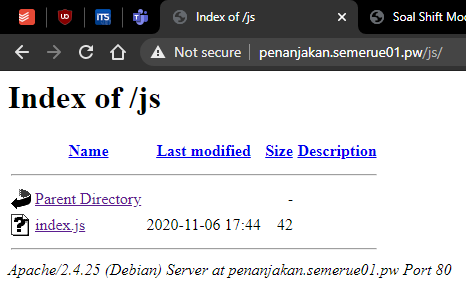 ITS
Index of /js
Soal Shift Mod
Not secure | penanjakan.semerue01.pw/js/
Index of /js
Name Last modified Size Description
Parent Directory -
index.js 2020-11-06 17:44 42
Apache/2.4.25 (Debian) Server at penanjakan.semerue01.pw Port 80